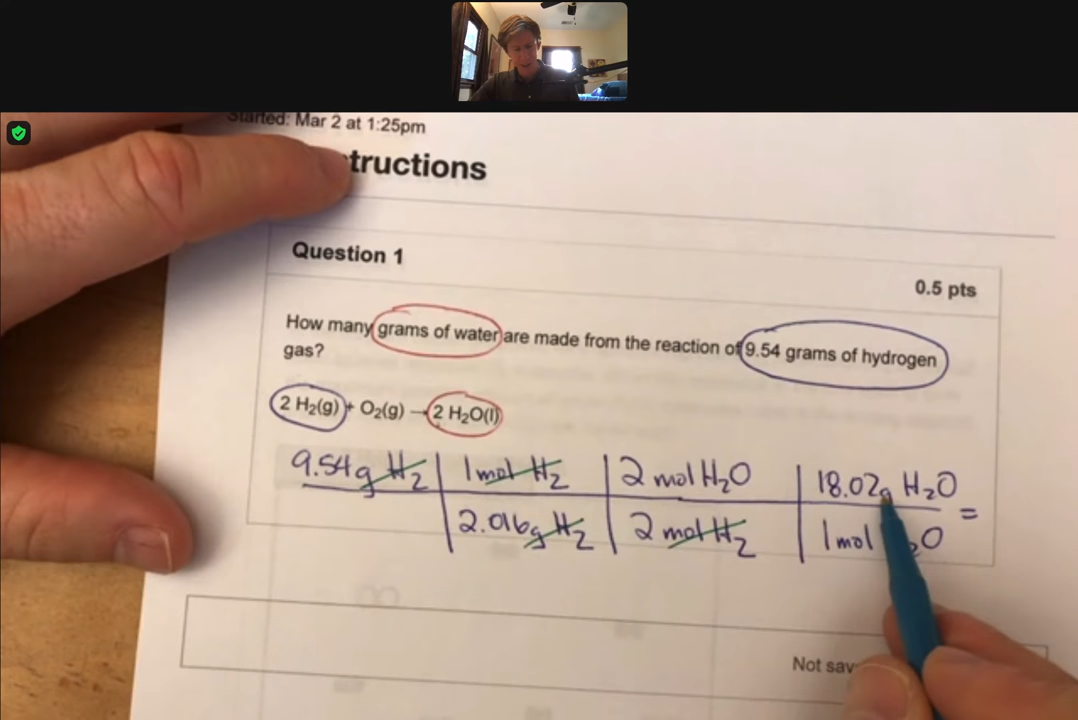 Started: Mar 2 at 1:25pm
tructions
Question 1
0.5 pts
How many grams of water are made from the reaction of 9.54 grams of hydrogen
gas?
2 H₂(g) + O₂(g) → 2 H₂O(l)
9.54g H₂ | 1 mol H₂ | 2 mol H₂O | 18.02g H₂O =
2.016g H₂ | 2 mol H₂ | 1 mol ₂O
Not sav